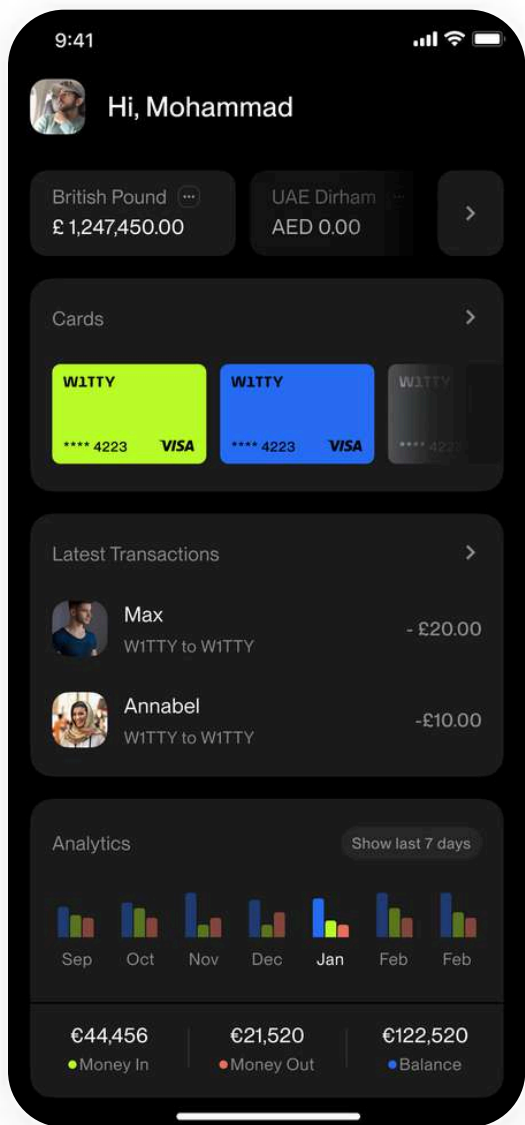 9:41
Hi, Mohammad
British Pound
£ 1,247,450.00
UAE Dirham
AED 0.00
Cards
W1TTY
**** 4223 VISA
W1TTY
**** 4223 VISA
W1TTY
**** 422
Latest Transactions
Max
W1TTY to W1TTY
- £20.00
Annabel
W1TTY to W1TTY
-£10.00
Analytics
Show last 7 days
Sep Oct Nov Dec Jan Feb Feb
€44,456 €21,520 €122,520
Money In Money Out Balance